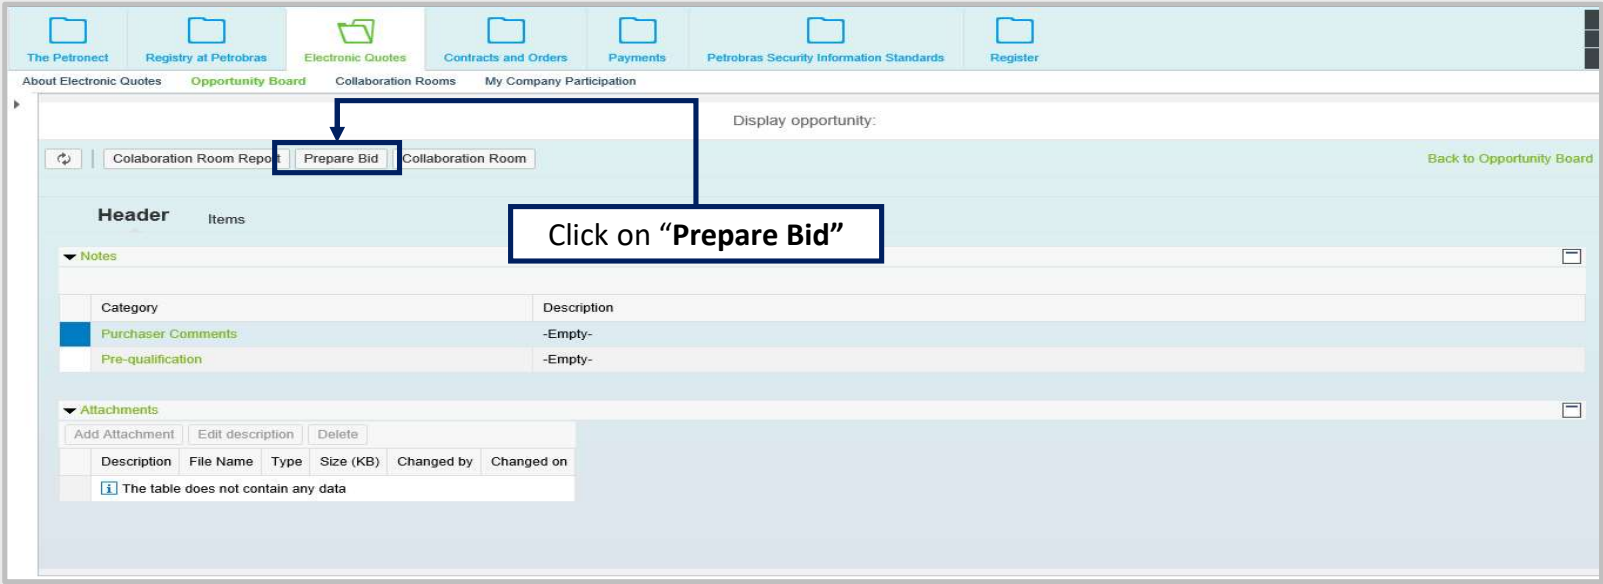 The Petronect Registry at Petrobras Electronic Quotes Contracts and Orders Payments Petrobras Security Information Standards Register
About Electronic Quotes Opportunity Board Collaboration Rooms My Company Participation
Display opportunity:
Colaboration Room Report Prepare Bid Collaboration Room Back to Opportunity Board
Header Items
Click on “Prepare Bid”
Notes
Category Description
Purchaser Comments -Empty-
Pre-qualification -Empty-
Attachments
Add Attachment Edit description Delete
Description File Name Type Size (KB) Changed by Changed on
The table does not contain any data